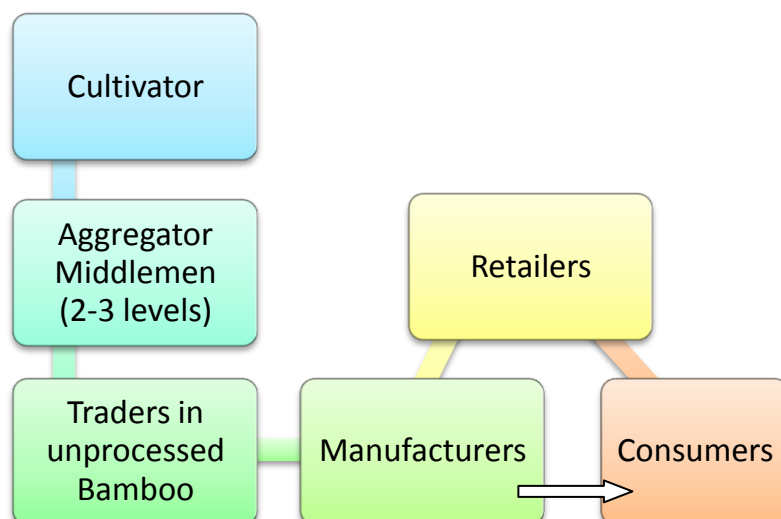 Cultivator
Aggregator
Middlemen
(2-3 levels)
Traders in
unprocessed
Bamboo
Manufacturers
Retailers
Consumers